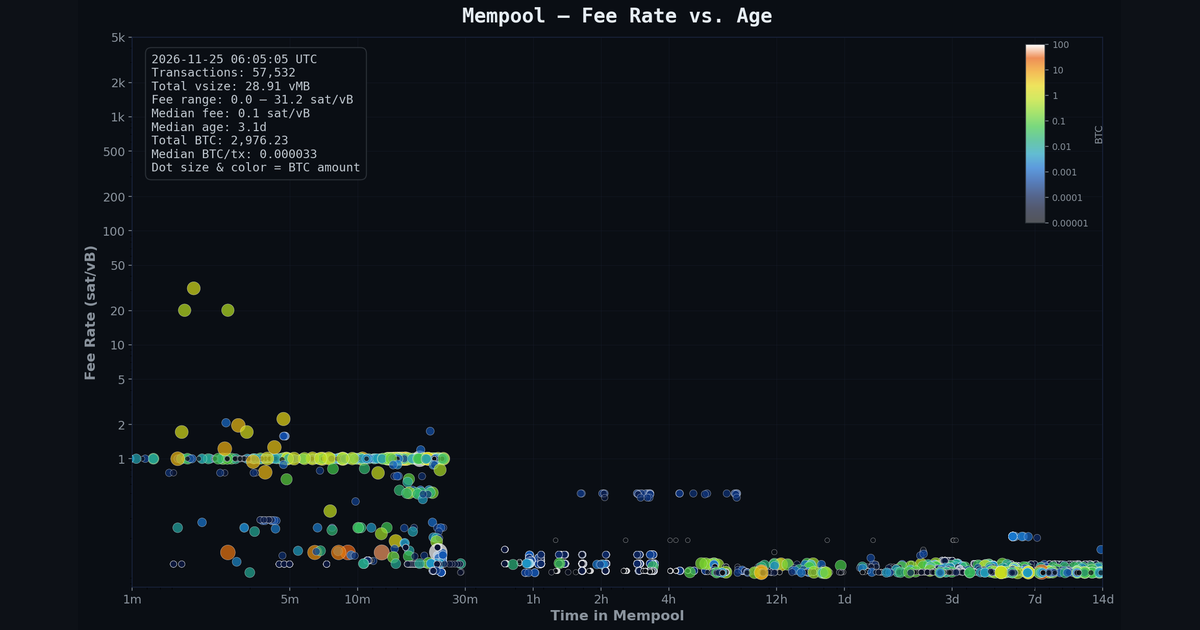 Mempool — Fee Rate vs. Age
2026-11-25 06:05:05 UTC
Transactions: 57,532
Total vsize: 28.91 vMB
Fee range: 0.0 — 31.2 sat/vB
Median fee: 0.1 sat/vB
Median age: 3.1d
Total BTC: 2,976.23
Median BTC/tx: 0.000033
Dot size & color = BTC amount
5k
2k
1k
500
200
100
50
20
10
5
2
1
Fee Rate (sat/vB)
100
10
1
0.1
0.01
0.001
0.0001
0.00001
BTC
1m
5m
10m
30m
1h
2h
4h
12h
1d
3d
7d
14d
Time in Mempool